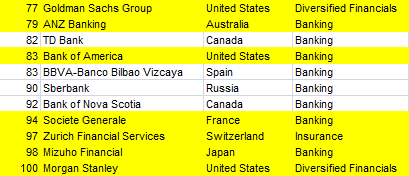 77 Goldman Sachs Group United States Diversified Financials
79 ANZ Banking Australia Banking
82 TD Bank Canada Banking
83 Bank of America United States Banking
83 BBVA-Banco Bilbao Vizcaya Spain Banking
90 Sberbank Russia Banking
92 Bank of Nova Scotia Canada Banking
94 Societe Generale France Banking
97 Zurich Financial Services Switzerland Insurance
98 Mizuho Financial Japan Banking
100 Morgan Stanley United States Diversified Financials